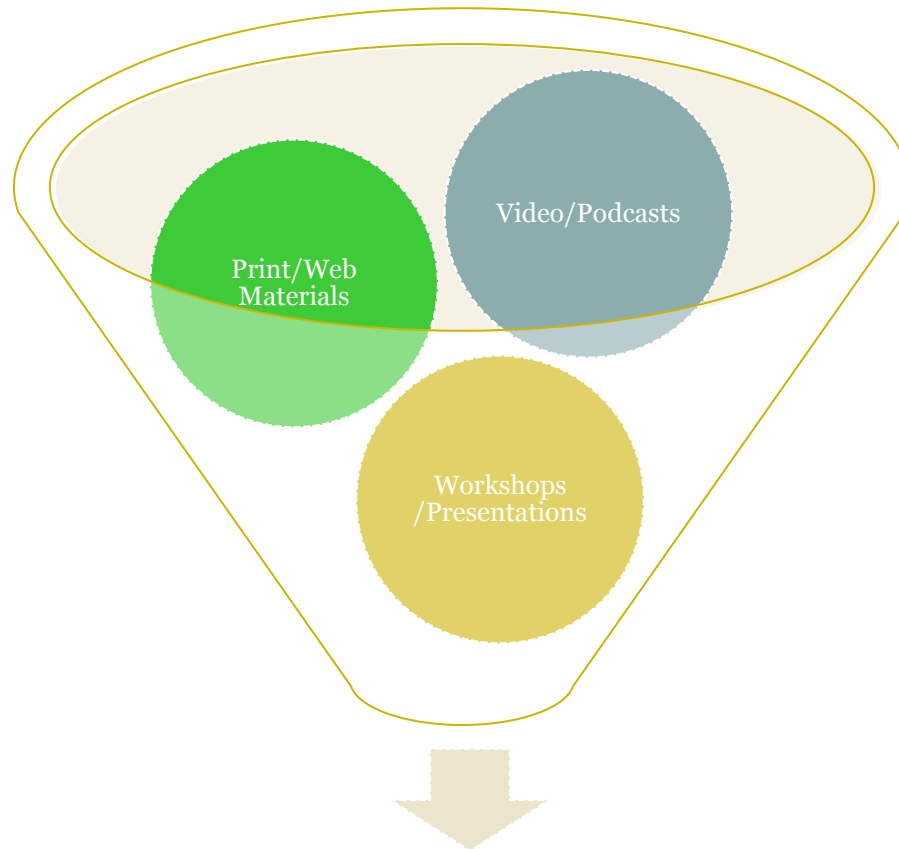 Video/Podcasts
Print/Web
Materials
Workshops
/Presentations